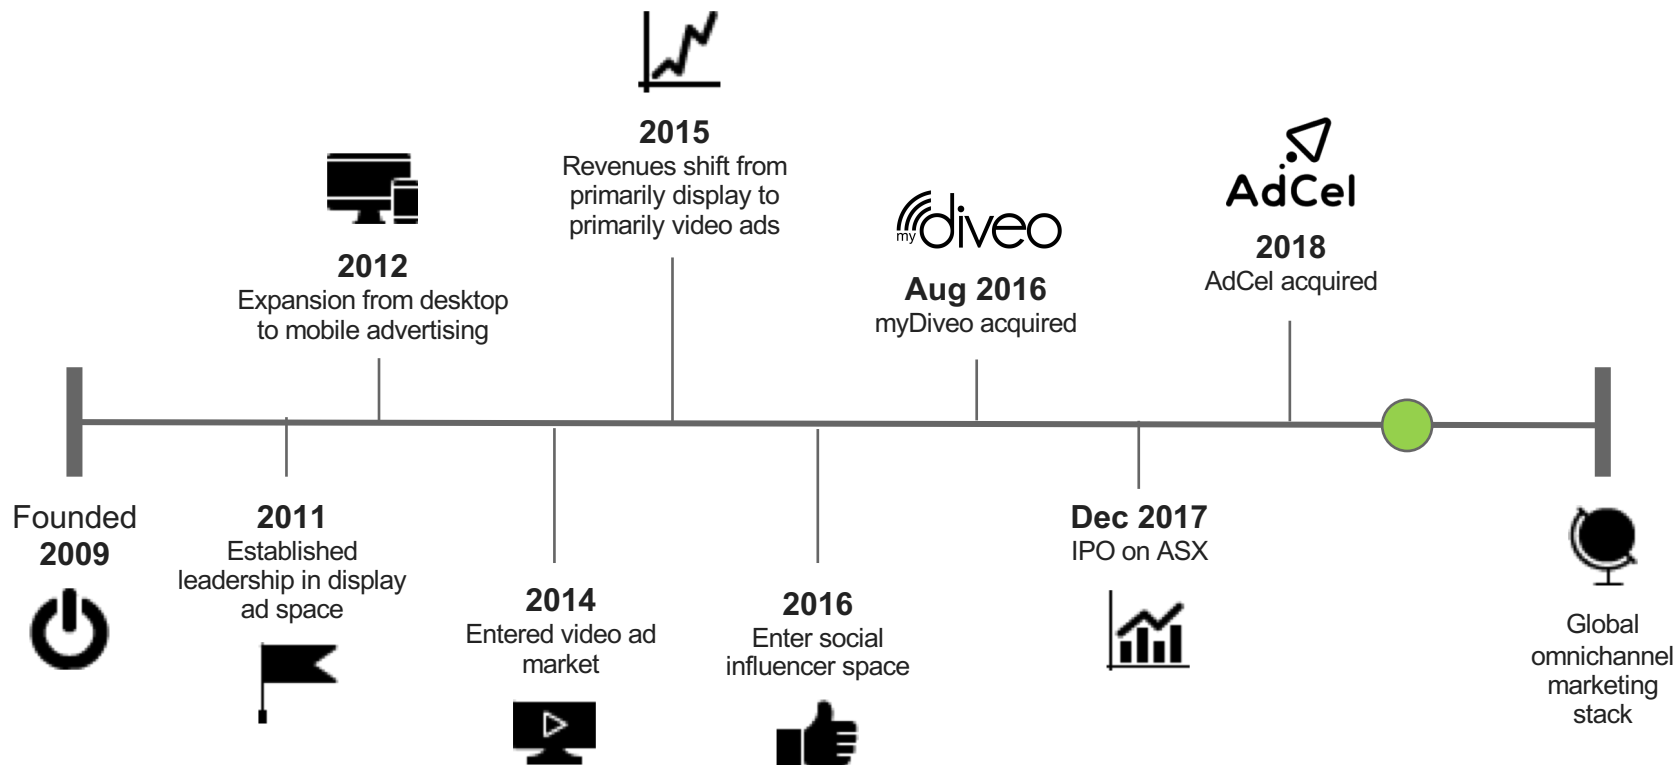 Founded
2009
2011
Established
leadership in display
ad space
2012
Expansion from desktop
to mobile advertising
2014
Entered video ad
market
2015
Revenues shift from
primarily display to
primarily video ads
2016
Enter social
influencer space
my diveo
Aug 2016
myDiveo acquired
Dec 2017
IPO on ASX
AdCel
2018
AdCel acquired
Global
omnichannel
marketing
stack